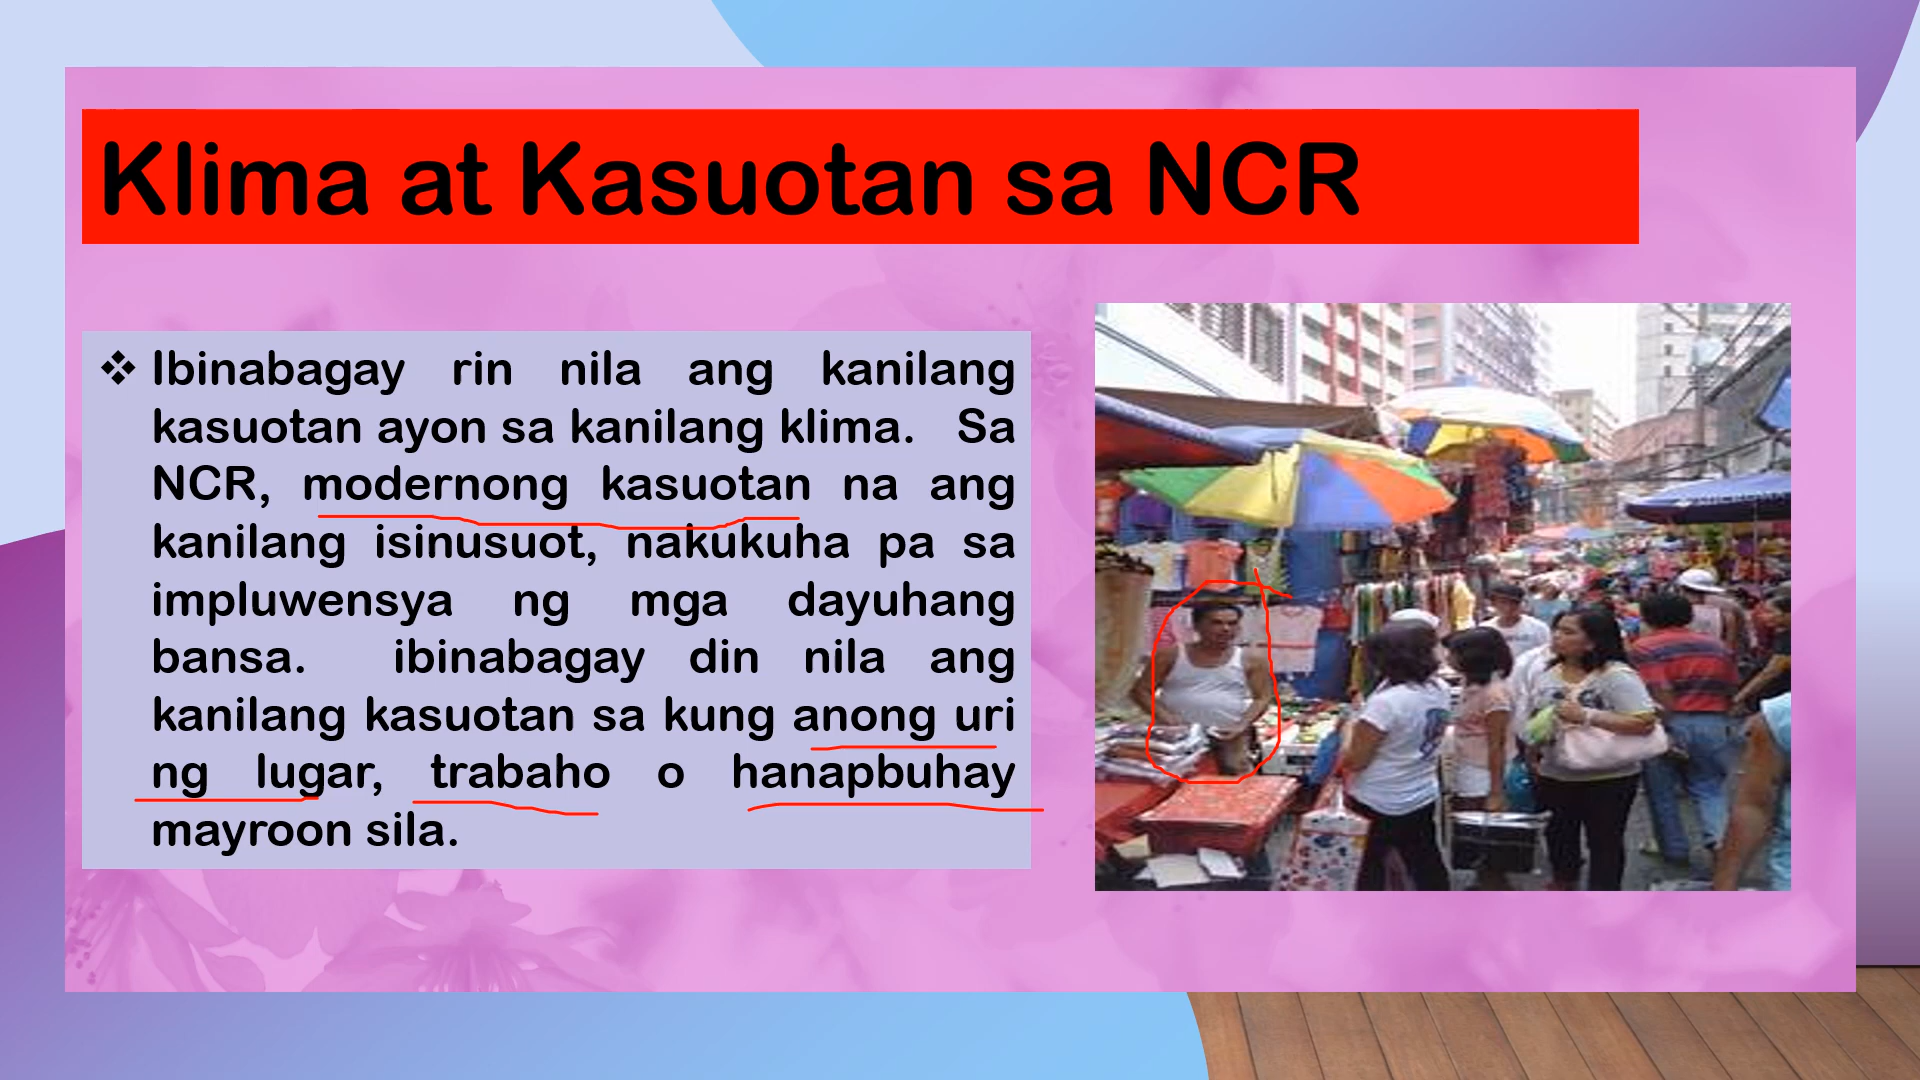 Klima at Kasuotan sa NCR
❖ Ibinabagay rin nila ang kanilang
kasuotan ayon sa kanilang klima. Sa
NCR, modernong kasuotan na ang
kanilang isinusuot, nakukuha pa sa
impluwensya ng mga dayuhang
bansa. ibinabagay din nila ang
kanilang kasuotan sa kung anong uri
ng lugar, trabaho o hanapbuhay
mayroon sila.